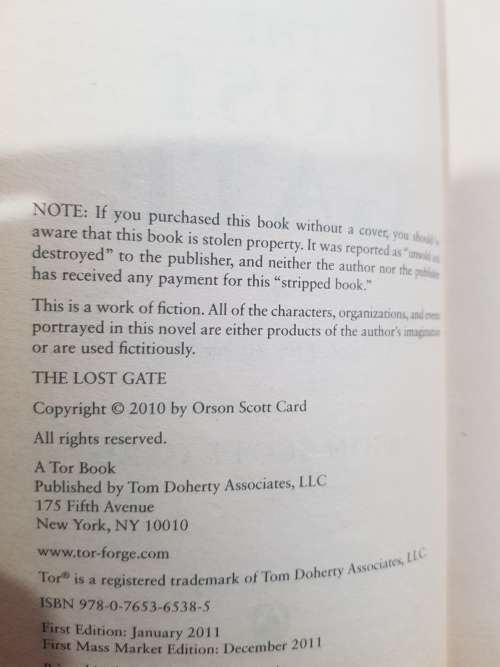 NOTE: If you purchased this book without a cover, you should
aware that this book is stolen property. It was reported as "unsold and
destroyed" to the publisher, and neither the author nor the publisher
has received any payment for this "stripped book."
This is a work of fiction. All of the characters, organizations, and events
portrayed in this novel are either products of the author's imagination
or are used fictitiously.
THE LOST GATE
Copyright © 2010 by Orson Scott Card
All rights reserved.
A Tor Book
Published by Tom Doherty Associates, LLC
175 Fifth Avenue
New York, NY 10010
www.tor-forge.com
Tor® is a registered trademark of Tom Doherty Associates, LLC.
ISBN 978-0-7653-6538-5
First Edition: January 2011
First Mass Market Edition: December 2011